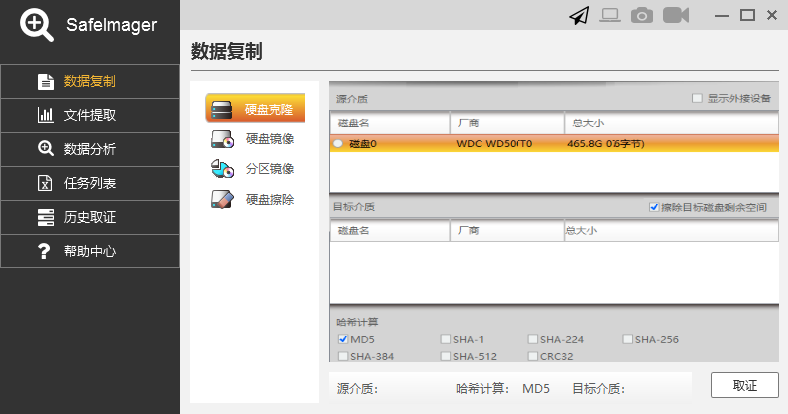 SafeImager
数据复制
文件提取
数据分析
任务列表
历史取证
帮助中心
数据复制
硬盘克隆
硬盘镜像
分区镜像
硬盘擦除
源介质 显示外接设备
磁盘名 厂商 总大小
磁盘0 WDC WD50 465.8G
目标介质 擦除目标磁盘剩余空间
磁盘名 厂商 总大小
哈希计算
MD5 SHA-1 SHA-224 SHA-256
SHA-384 SHA-512 CRC32
源介质: 哈希计算: MD5 目标介质: 取证